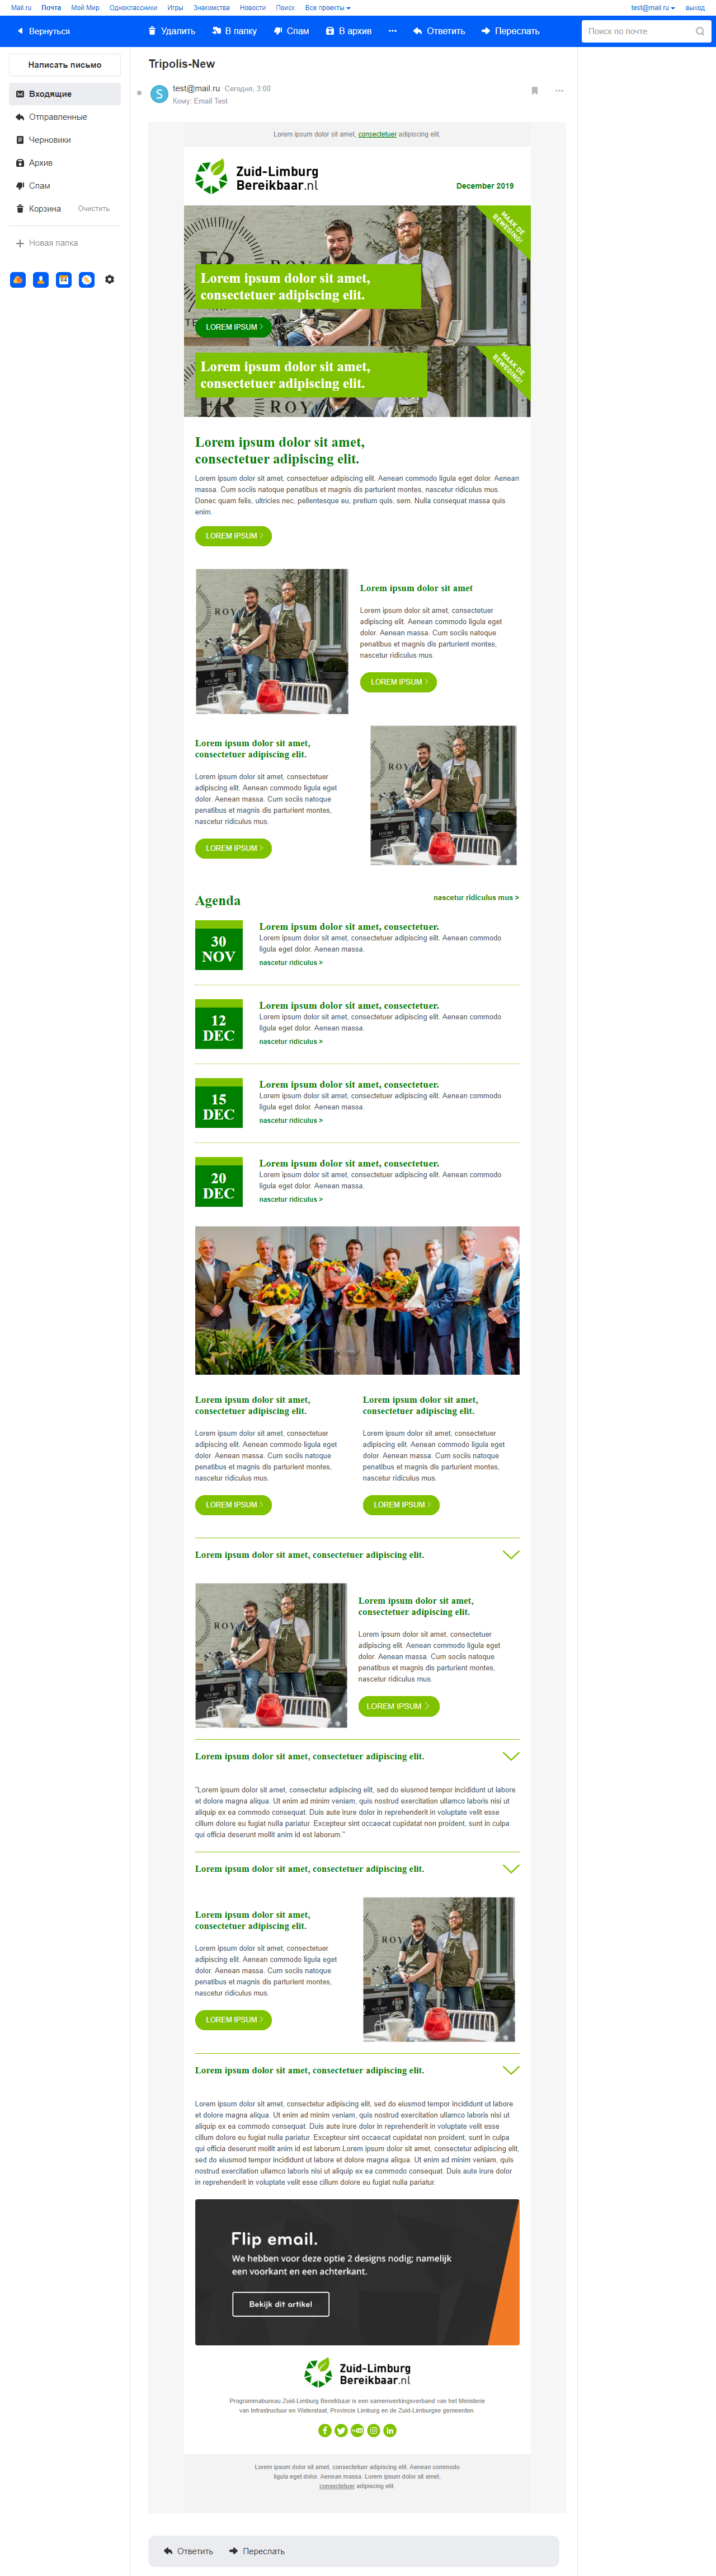 Mail.ru Почта Мой Мир Одноклассники Игры Знакомства Новости Поиск Все проекты test@mail.ru выход
Вернуться Удалить В папку Спам В архив Ответить Переслать Поиск по почте
Написать письмо
Входящие
Отправленные
Черновики
Архив
Спам
Корзина Очистить
Новая папка
Tripolis-New
S
test@mail.ru Сегодня, 3:00
Кому: Email Test
Lorem ipsum dolor sit amet, consectetuer adipiscing elit.
Zuid-Limburg
Bereikbaar.nl
December 2019
MAAK DE
BEWEGING!
Lorem ipsum dolor sit amet,
consectetuer adipiscing elit.
LOREM IPSUM >
MAAK DE
BEWEGING!
Lorem ipsum dolor sit amet,
consectetuer adipiscing elit.
ROY
Lorem ipsum dolor sit amet,
consectetuer adipiscing elit.
Lorem ipsum dolor sit amet, consectetuer adipiscing elit. Aenean commodo ligula eget dolor. Aenean
massa. Cum sociis natoque penatibus et magnis dis parturient montes, nascetur ridiculus mus.
Donec quam felis, ultricies nec, pellentesque eu, pretium quis, sem. Nulla consequat massa quis
enim.
LOREM IPSUM >
ROY
Lorem ipsum dolor sit amet
Lorem ipsum dolor sit amet, consectetuer
adipiscing elit. Aenean commodo ligula eget
dolor. Aenean massa. Cum sociis natoque
penatibus et magnis dis parturient montes,
nascetur ridiculus mus.
LOREM IPSUM >
Lorem ipsum dolor sit amet,
consectetuer adipiscing elit.
Lorem ipsum dolor sit amet, consectetuer
adipiscing elit. Aenean commodo ligula eget
dolor. Aenean massa. Cum sociis natoque
penatibus et magnis dis parturient montes,
nascetur ridiculus mus.
LOREM IPSUM >
ROY
Agenda nascetur ridiculus mus >
30
NOV
Lorem ipsum dolor sit amet, consectetuer.
Lorem ipsum dolor sit amet, consectetuer adipiscing elit. Aenean commodo
ligula eget dolor. Aenean massa.
nascetur ridiculus >
12
DEC
Lorem ipsum dolor sit amet, consectetuer.
Lorem ipsum dolor sit amet, consectetuer adipiscing elit. Aenean commodo
ligula eget dolor. Aenean massa.
nascetur ridiculus >
15
DEC
Lorem ipsum dolor sit amet, consectetuer.
Lorem ipsum dolor sit amet, consectetuer adipiscing elit. Aenean commodo
ligula eget dolor. Aenean massa.
nascetur ridiculus >
20
DEC
Lorem ipsum dolor sit amet, consectetuer.
Lorem ipsum dolor sit amet, consectetuer adipiscing elit. Aenean commodo
ligula eget dolor. Aenean massa.
nascetur ridiculus >
Lorem ipsum dolor sit amet,
consectetuer adipiscing elit.
Lorem ipsum dolor sit amet, consectetuer
adipiscing elit. Aenean commodo ligula eget
dolor. Aenean massa. Cum sociis natoque
penatibus et magnis dis parturient montes,
nascetur ridiculus mus.
LOREM IPSUM >
Lorem ipsum dolor sit amet,
consectetuer adipiscing elit.
Lorem ipsum dolor sit amet, consectetuer
adipiscing elit. Aenean commodo ligula eget
dolor. Aenean massa. Cum sociis natoque
penatibus et magnis dis parturient montes,
nascetur ridiculus mus.
LOREM IPSUM >
Lorem ipsum dolor sit amet, consectetuer adipiscing elit.
ROY
Lorem ipsum dolor sit amet,
consectetuer adipiscing elit.
Lorem ipsum dolor sit amet, consectetuer
adipiscing elit. Aenean commodo ligula eget
dolor. Aenean massa. Cum sociis natoque
penatibus et magnis dis parturient montes,
nascetur ridiculus mus.
LOREM IPSUM >
Lorem ipsum dolor sit amet, consectetuer adipiscing elit.
"Lorem ipsum dolor sit amet, consectetur adipiscing elit, sed do eiusmod tempor incididunt ut labore
et dolore magna aliqua. Ut enim ad minim veniam, quis nostrud exercitation ullamco laboris nisi ut
aliquip ex ea commodo consequat. Duis aute irure dolor in reprehenderit in voluptate velit esse
cillum dolore eu fugiat nulla pariatur. Excepteur sint occaecat cupidatat non proident, sunt in culpa
qui officia deserunt mollit anim id est laborum."
Lorem ipsum dolor sit amet, consectetuer adipiscing elit.
Lorem ipsum dolor sit amet,
consectetuer adipiscing elit.
Lorem ipsum dolor sit amet, consectetuer
adipiscing elit. Aenean commodo ligula eget
dolor. Aenean massa. Cum sociis natoque
penatibus et magnis dis parturient montes,
nascetur ridiculus mus.
LOREM IPSUM >
ROY
Lorem ipsum dolor sit amet, consectetuer adipiscing elit.
Lorem ipsum dolor sit amet, consectetur adipiscing elit, sed do eiusmod tempor incididunt ut labore
et dolore magna aliqua. Ut enim ad minim veniam, quis nostrud exercitation ullamco laboris nisi ut
aliquip ex ea commodo consequat. Duis aute irure dolor in reprehenderit in voluptate velit esse
cillum dolore eu fugiat nulla pariatur. Excepteur sint occaecat cupidatat non proident, sunt in culpa
qui officia deserunt mollit anim id est laborum.Lorem ipsum dolor sit amet, consectetur adipiscing elit,
sed do eiusmod tempor incididunt ut labore et dolore magna aliqua. Ut enim ad minim veniam, quis
nostrud exercitation ullamco laboris nisi ut aliquip ex ea commodo consequat. Duis aute irure dolor
in reprehenderit in voluptate velit esse cillum dolore eu fugiat nulla pariatur.
Flip email.
We hebben voor deze optie 2 designs nodig; namelijk
een voorkant en een achterkant.
Bekijk dit artikel
Zuid-Limburg
Bereikbaar.nl
Programmabureau Zuid-Limburg Bereikbaar is een samenwerkingsverband van het Ministerie
van Infrastructuur en Waterstaat, Provincie Limburg en de Zuid-Limburgse gemeenten.
Lorem ipsum dolor sit amet, consectetuer adipiscing elit. Aenean commodo
ligula eget dolor. Aenean massa. Lorem ipsum dolor sit amet,
consectetuer adipiscing elit.
Ответить Переслать